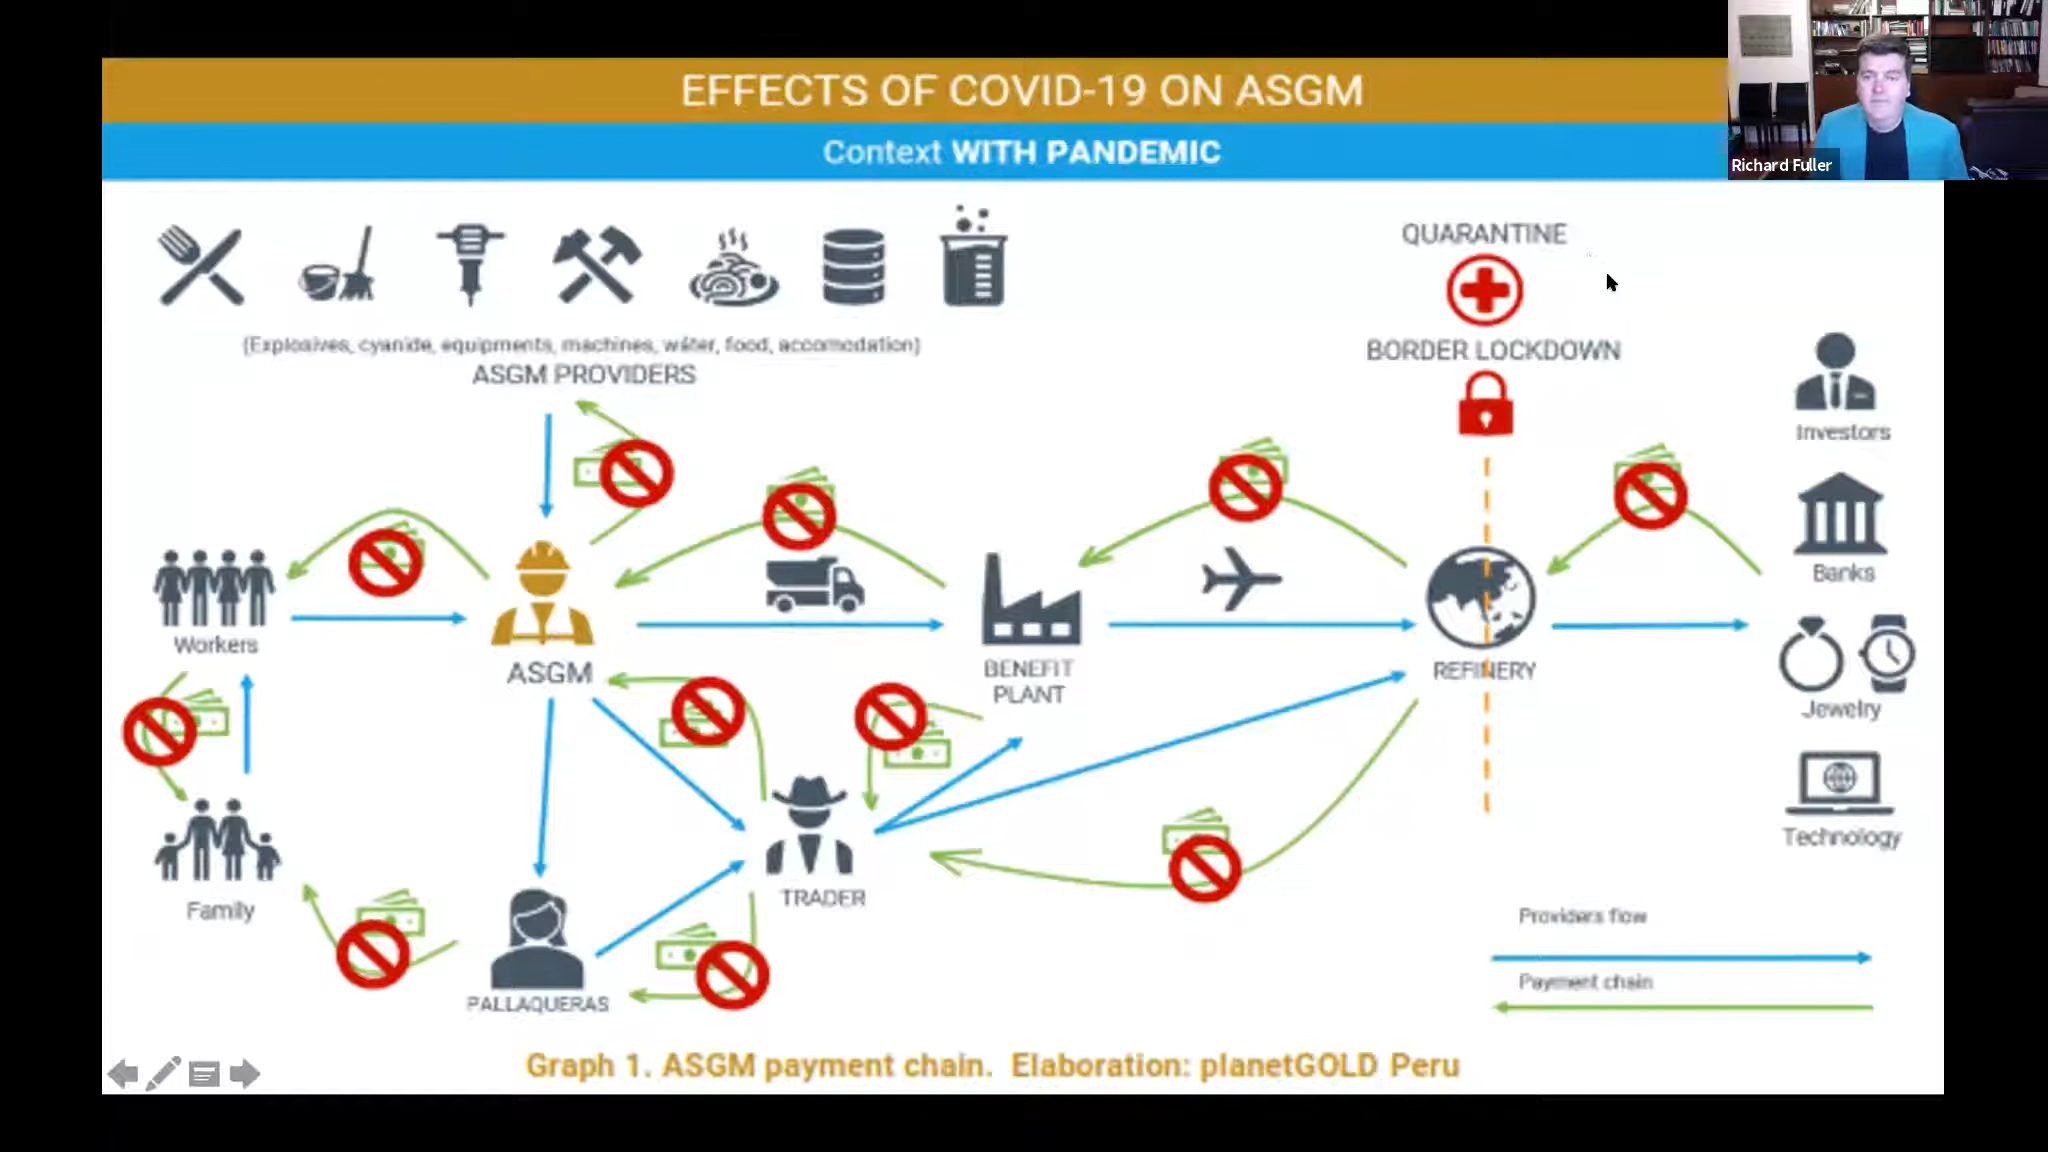 EFFECTS OF COVID-19 ON ASGM
Context WITH PANDEMIC
Richard Fuller
QUARANTINE
BORDER LOCKDOWN
(Explosives, cyanide, equipments, machines, water, food, accomodation)
ASGM PROVIDERS
Investors
Banks
Workers
ASGM
BENEFIT
PLANT
REFINERY
Jewelry
Technology
TRADER
Family
PALLAQUERAS
Providers flow
Payment chain
Graph 1. ASGM payment chain. Elaboration: planetGOLD Peru